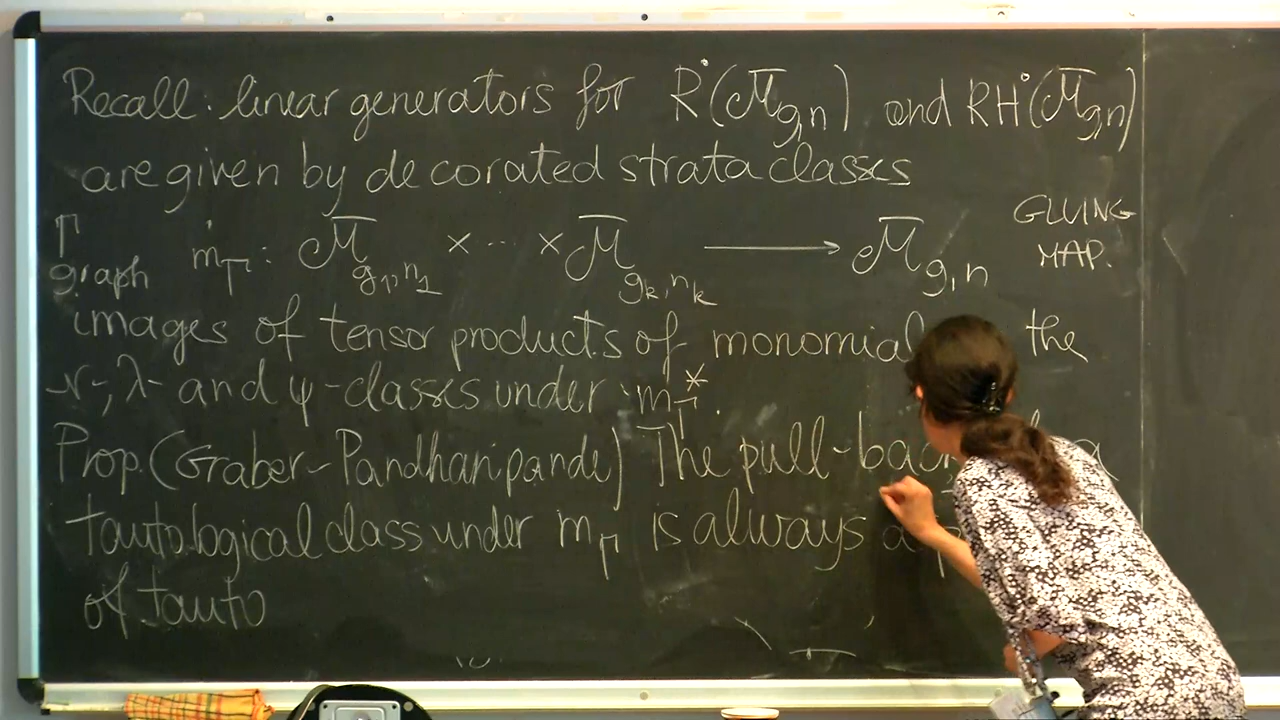 Recall: linear generators for R•(M̄g,n) and RH•(M̄g,n)
are given by decorated strata classes
Γ graph
mΓ : M̄g1,n1 × ... × M̄gk,nk → M̄g,n
GLUING MAP.
images of tensor products of monomial the
κ-, λ- and ψ-classes under mΓ*.
Prop. (Graber-Pandharipande) The pull-back a
tautological class under mΓ is always a
of tauto